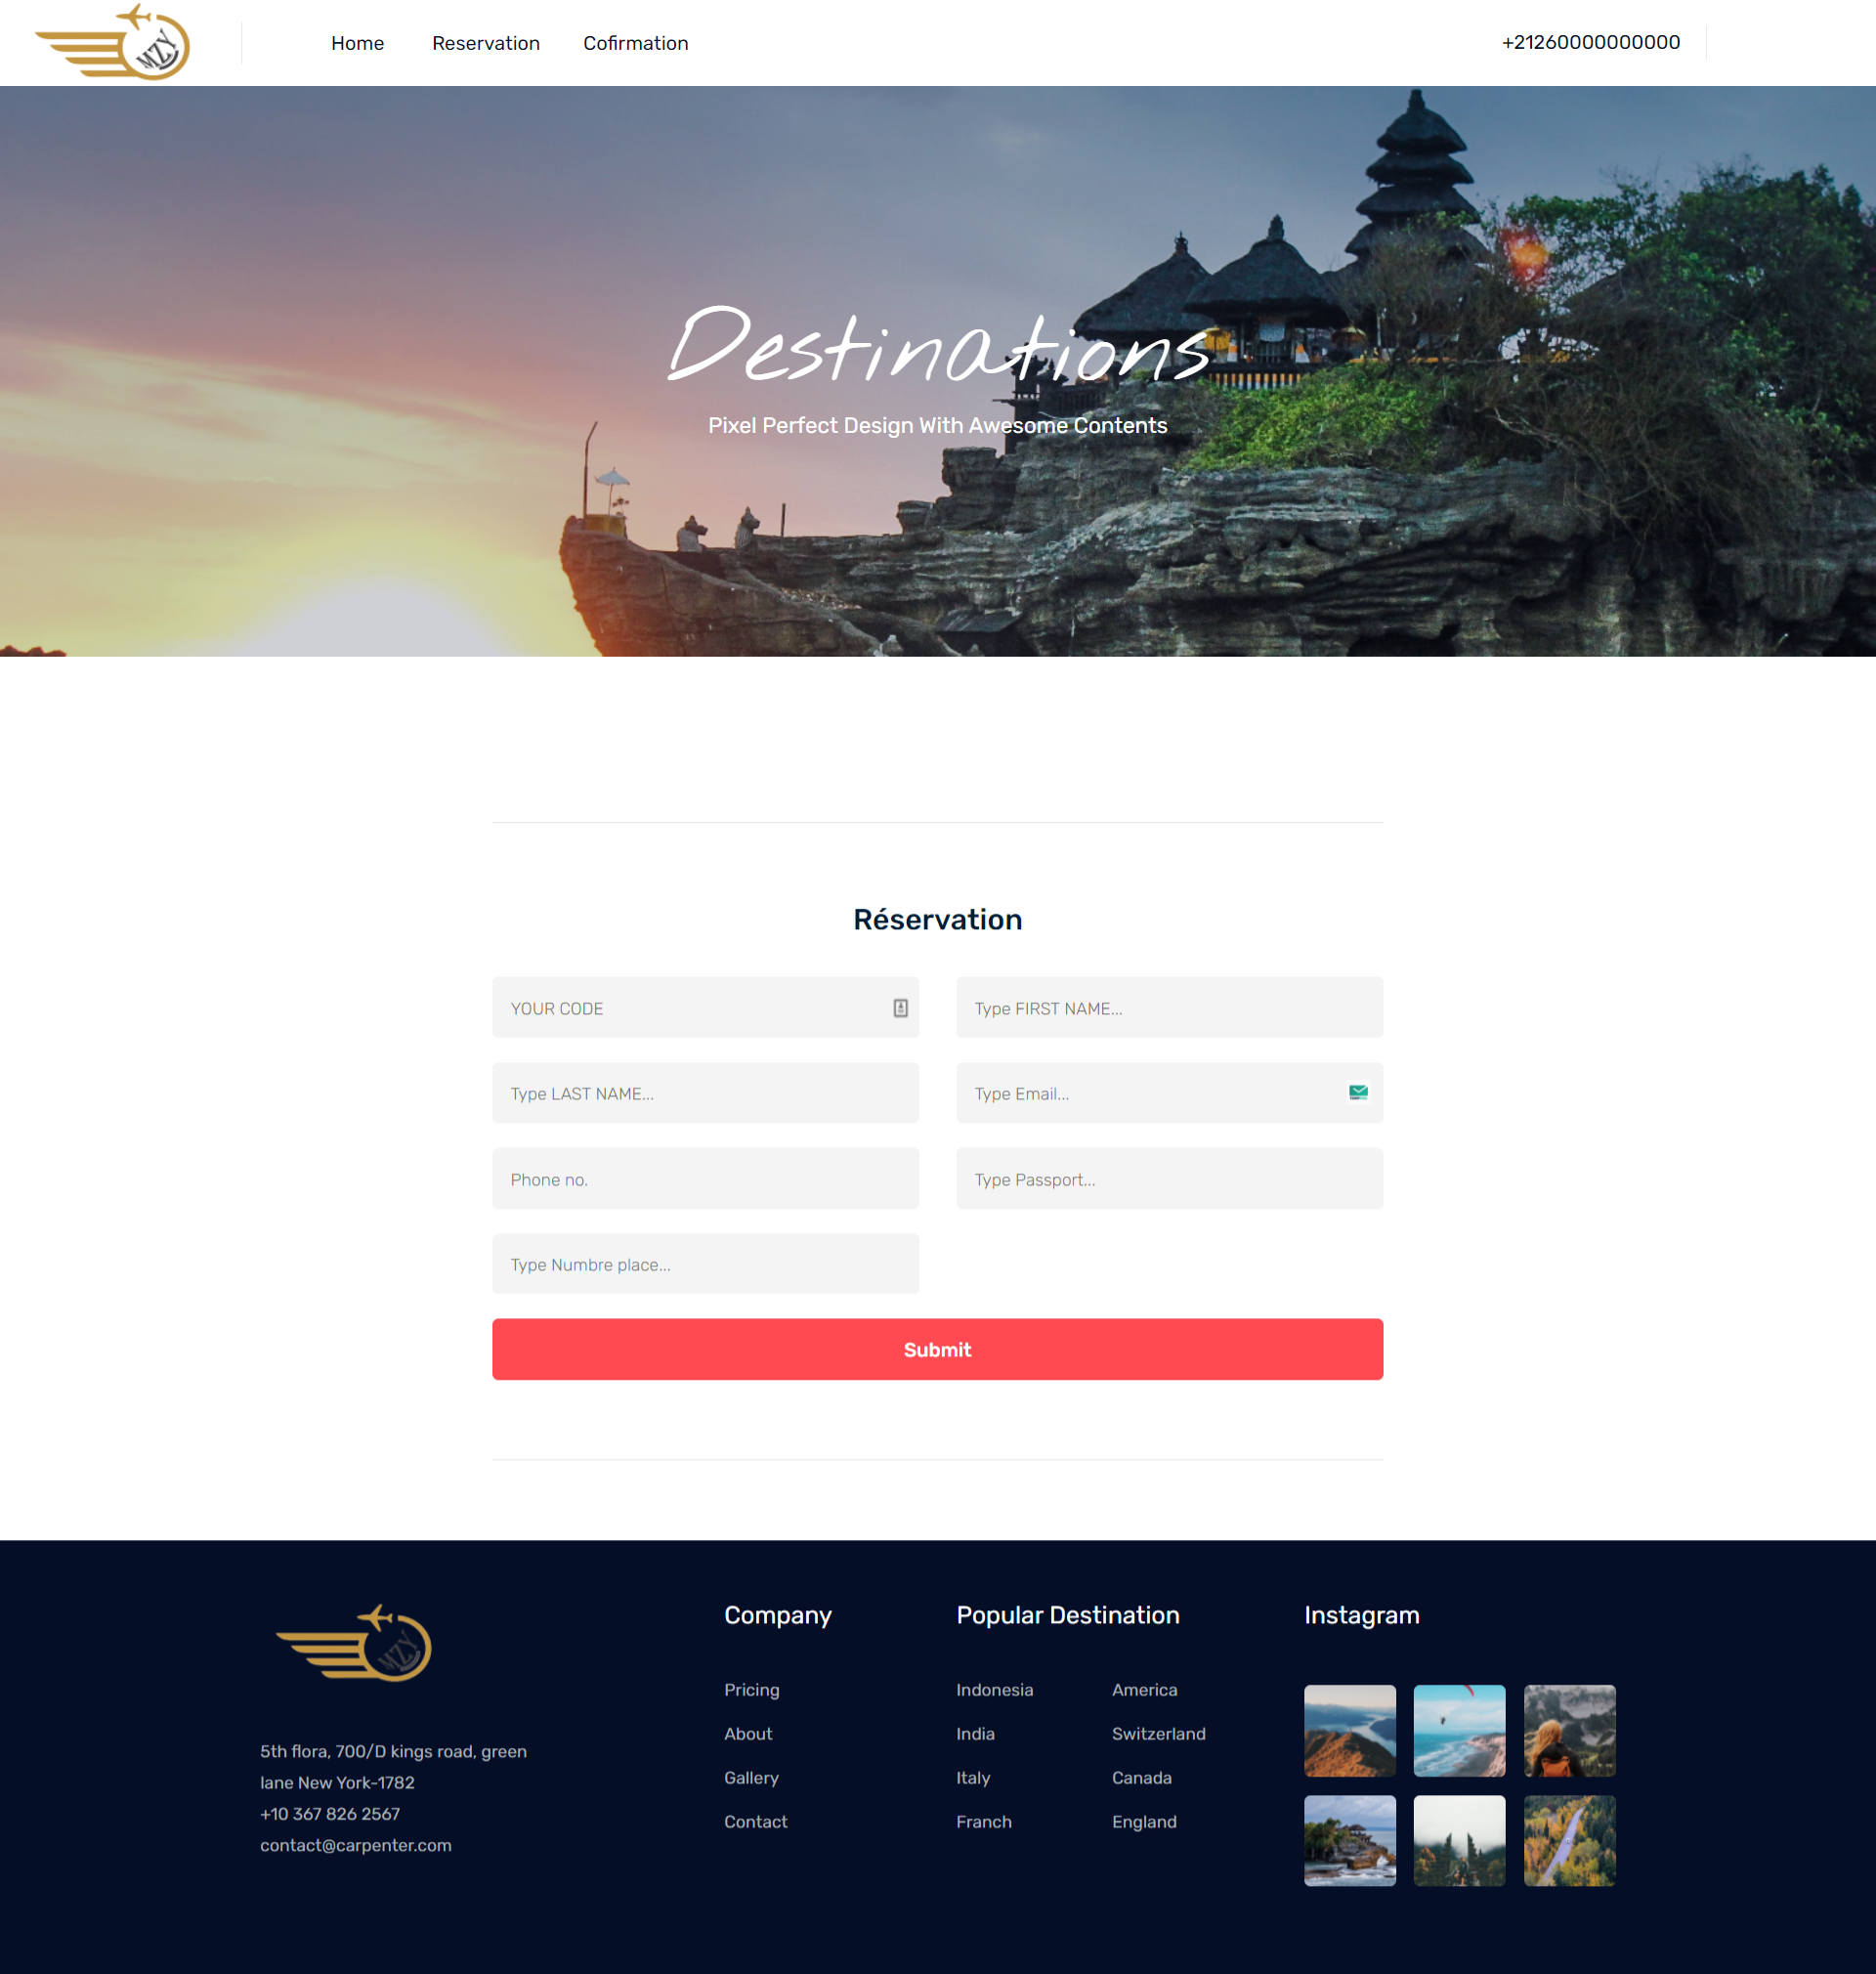 MZY
Home Reservation Cofirmation +21260000000000
Destinations
Pixel Perfect Design With Awesome Contents
Réservation
YOUR CODE
Type FIRST NAME...
Type LAST NAME...
Type Email...
Phone no.
Type Passport...
Type Numbre place...
Submit
MZY
5th flora, 700/D kings road, green
lane New York-1782
+10 367 826 2567
contact@carpenter.com
Company
Pricing
About
Gallery
Contact
Popular Destination
Indonesia
India
Italy
Franch
America
Switzerland
Canada
England
Instagram